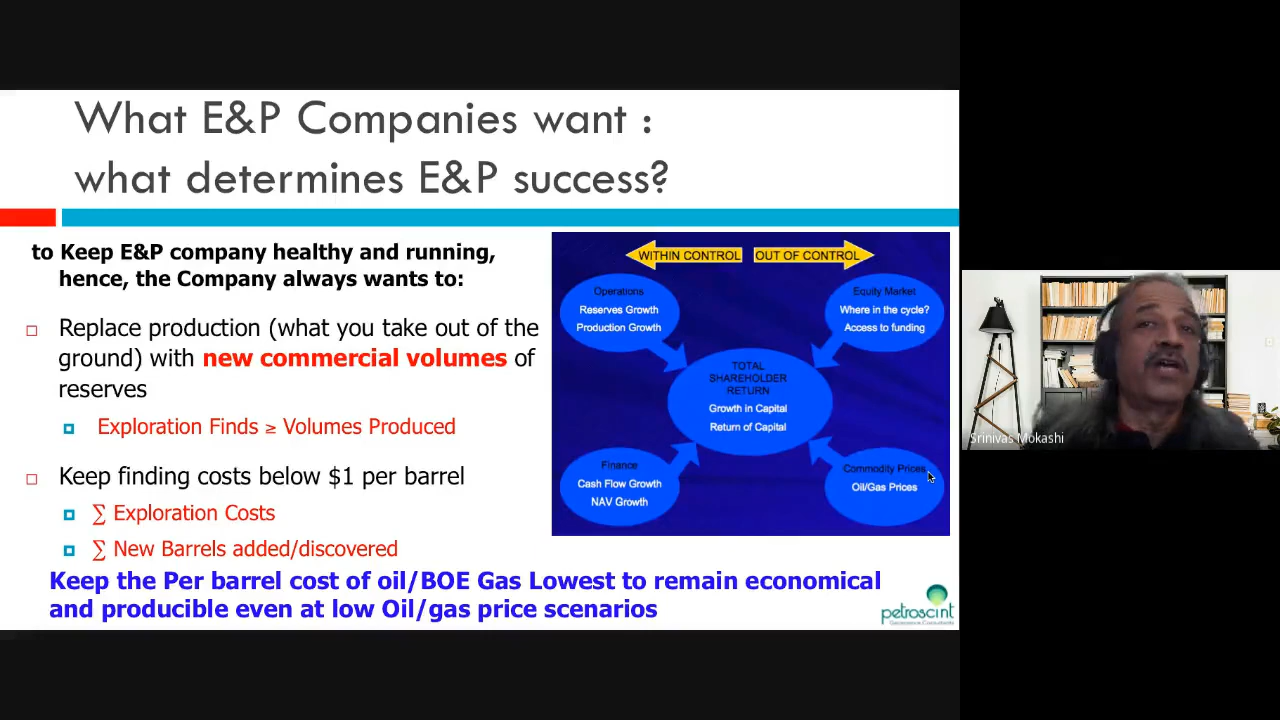 What E&P Companies want :
what determines E&P success?
to Keep E&P company healthy and running,
hence, the Company always wants to:
Replace production (what you take out of the
ground) with new commercial volumes of
reserves
Exploration Finds ≥ Volumes Produced
Keep finding costs below $1 per barrel
∑ Exploration Costs
∑ New Barrels added/discovered
WITHIN CONTROL
OUT OF CONTROL
Operations
Reserves Growth
Production Growth
Equity Market
Where in the cycle?
Access to funding
TOTAL
SHAREHOLDER
RETURN
Growth in Capital
Return of Capital
Finance
Cash Flow Growth
NAV Growth
Commodity Prices
Oil/Gas Prices
Keep the Per barrel cost of oil/BOE Gas Lowest to remain economical
and producible even at low Oil/gas price scenarios
petroscint
Srinivas Mokashi